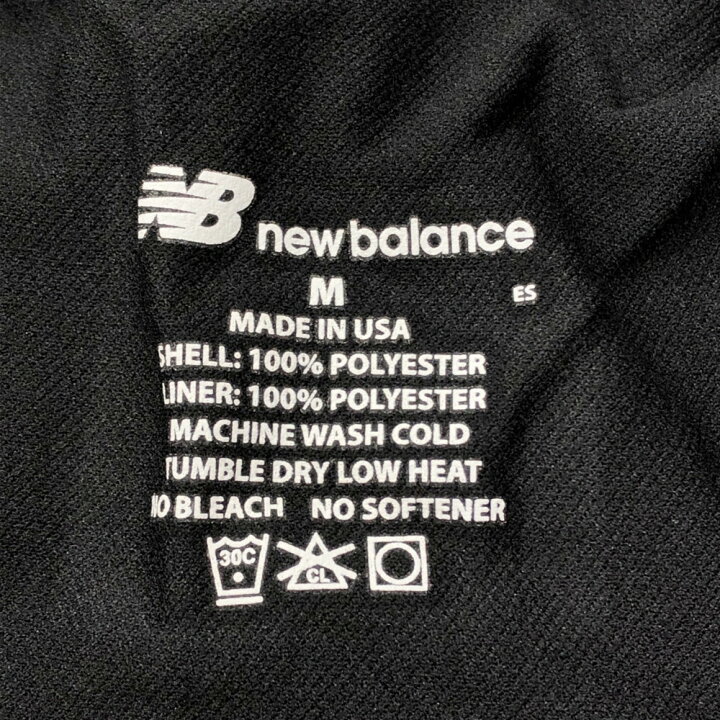 NB new balance
M ES
MADE IN USA
SHELL: 100% POLYESTER
LINER: 100% POLYESTER
MACHINE WASH COLD
TUMBLE DRY LOW HEAT
NO BLEACH NO SOFTENER
30C CL